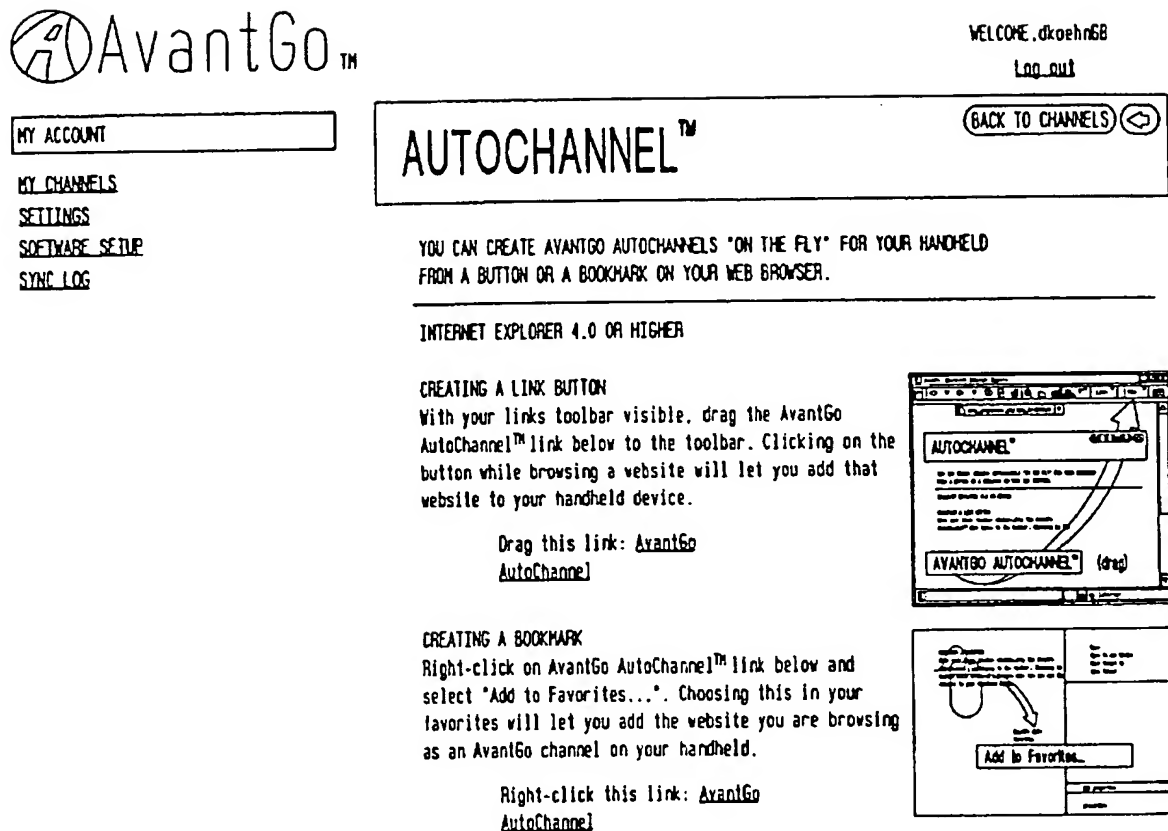 AvantGo TM
WELCOME.dkoehn68
Log out
MY ACCOUNT
MY CHANNELS
SETTINGS
SOFTWARE SETUP
SYNC LOG
AUTOCHANNEL™
BACK TO CHANNELS
YOU CAN CREATE AVANTGO AUTOCHANNELS "ON THE FLY" FOR YOUR HANDHELD
FROM A BUTTON OR A BOOKMARK ON YOUR WEB BROWSER.
INTERNET EXPLORER 4.0 OR HIGHER
CREATING A LINK BUTTON
With your links toolbar visible, drag the AvantGo
AutoChannel™ link below to the toolbar. Clicking on the
button while browsing a website will let you add that
website to your handheld device.
Drag this link: AvantGo
AutoChannel
AUTOCHANNEL™
AVANTGO AUTOCHANNEL™ (drag)
CREATING A BOOKMARK
Right-click on AvantGo AutoChannel™ link below and
select "Add to Favorites...". Choosing this in your
favorites will let you add the website you are browsing
as an AvantGo channel on your handheld.
Right-click this link: AvantGo
AutoChannel
Add to Favorites...